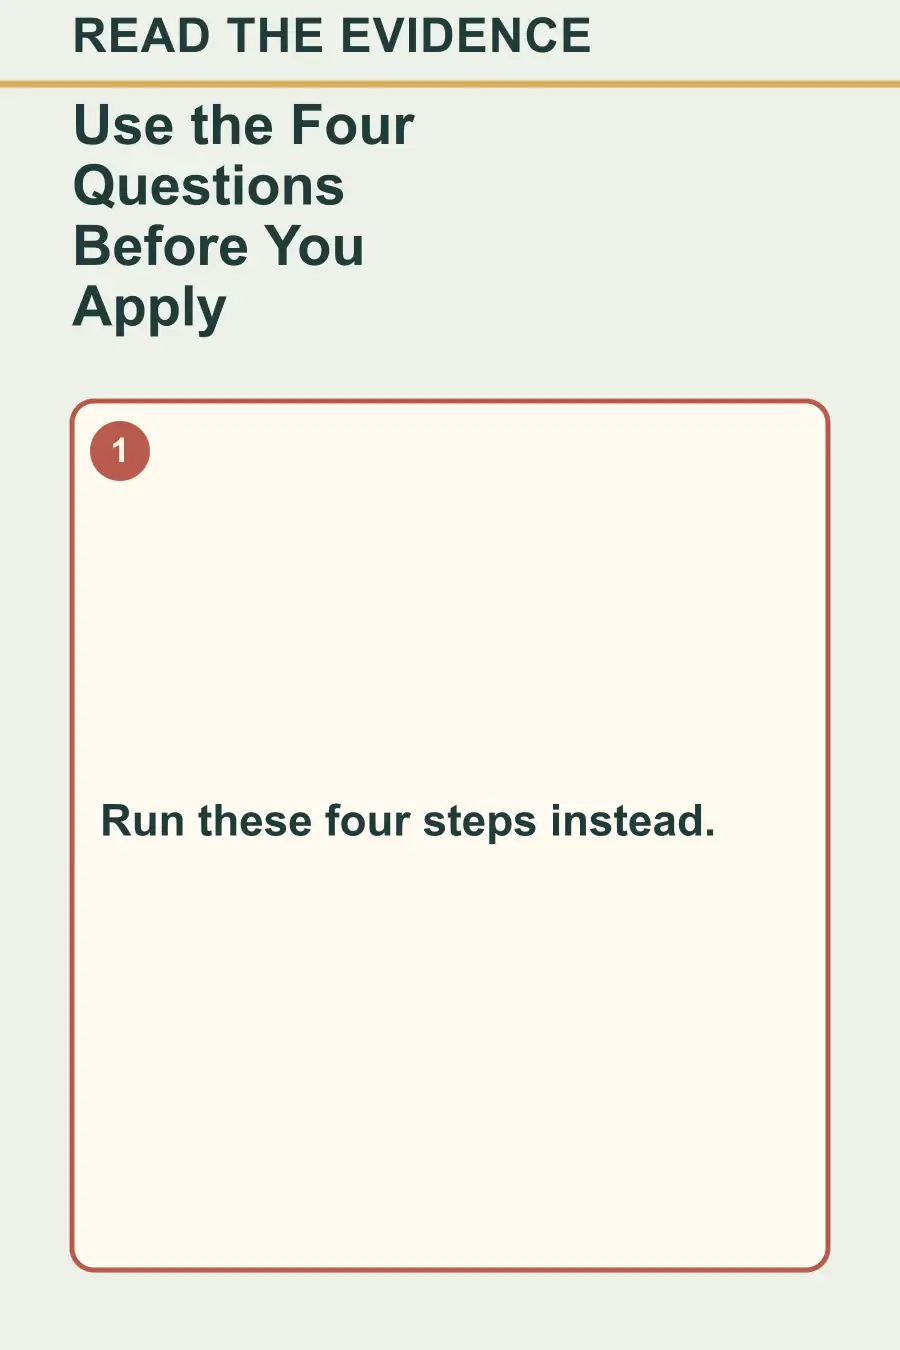 READ THE EVIDENCE
Use the Four
Questions
Before You
Apply
1
Run these four steps instead.